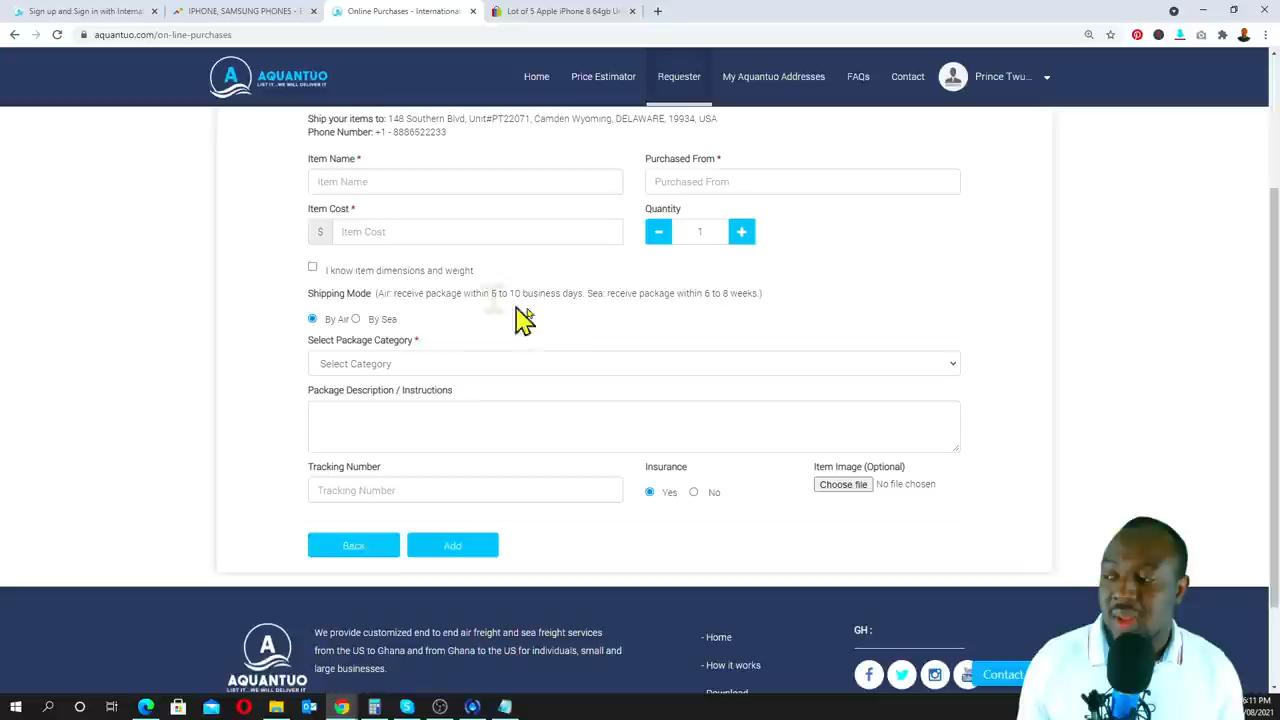 Sign up and Sign in with Internat
IPHONE, SAMSUNG PHONES - E
Online Purchases - International
Lot of 5 Apple iPhone 8 64gb U
aquantuo.com/on-line-purchases
AQUANTUO
LIST IT...WE WILL DELIVER IT
Home
Price Estimator
Requester
My Aquantuo Addresses
FAQs
Contact
Prince Twu...
Ship your items to: 148 Southern Blvd, Unit#PT22071, Camden Wyoming, DELAWARE, 19934, USA
Phone Number: +1 - 8886522233
Item Name *
Purchased From *
Item Name
Purchased From
Item Cost *
Quantity
$ Item Cost
- 1 +
I know item dimensions and weight
Shipping Mode (Air: receive package within 5 to 10 business days. Sea: receive package within 6 to 8 weeks.)
By Air By Sea
Select Package Category *
Select Category
Package Description / Instructions
Tracking Number
Insurance
Item Image (Optional)
Tracking Number
Yes No
Choose file No file chosen
Back
Add
We provide customized end to end air freight and sea freight services
from the US to Ghana and from Ghana to the US for individuals, small and
large businesses.
AQUANTUO
LIST IT...WE WILL DELIVER IT
- Home
- How it works
- Download
GH :
Contact
6:11 PM
/08/2021